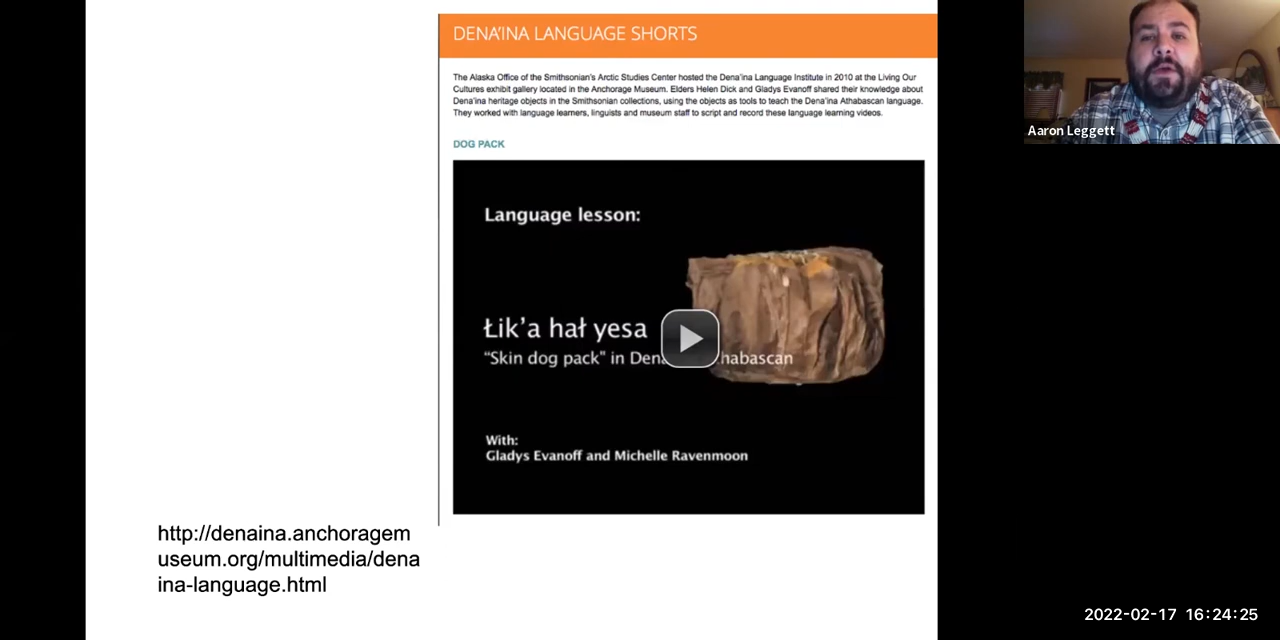 DENA'INA LANGUAGE SHORTS
The Alaska Office of the Smithsonian's Arctic Studies Center hosted the Dena'ina Language Institute in 2010 at the Living Our
Cultures exhibit gallery located in the Anchorage Museum. Elders Helen Dick and Gladys Evanoff shared their knowledge about
Dena'ina heritage objects in the Smithsonian collections, using the objects as tools to teach the Dena'ina Athabascan language.
They worked with language learners, linguists and museum staff to script and record these language learning videos.
DOG PACK
Language lesson:
Łik'a hał yesa
"Skin dog pack" in
With:
Gladys Evanoff and Michelle Ravenmoon
http://denaina.anchoragem
useum.org/multimedia/dena
ina-language.html
Aaron Leggett
2022-02-17 16:24:25